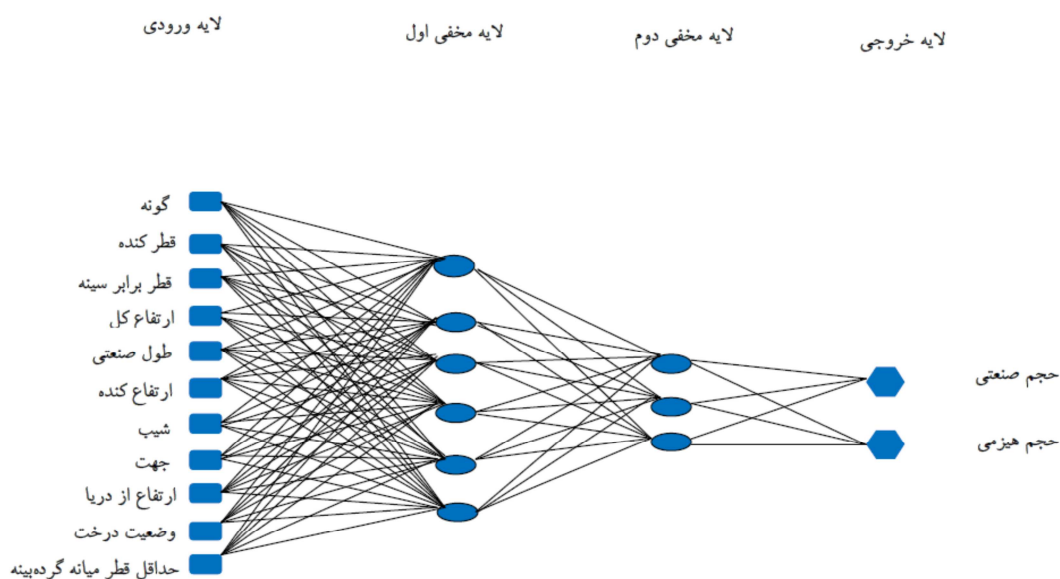 لایه ورودی
لایه مخفی اول
لایه مخفی دوم
لایه خروجی
گونه
قطر کنده
قطر برابر سینه
ارتفاع کل
طول صنعتی
ارتفاع کنده
شیب
جهت
ارتفاع از دریا
وضعیت درخت
حداقل قطر میانه گرده‌بینه
حجم صنعتی
حجم هیزمی